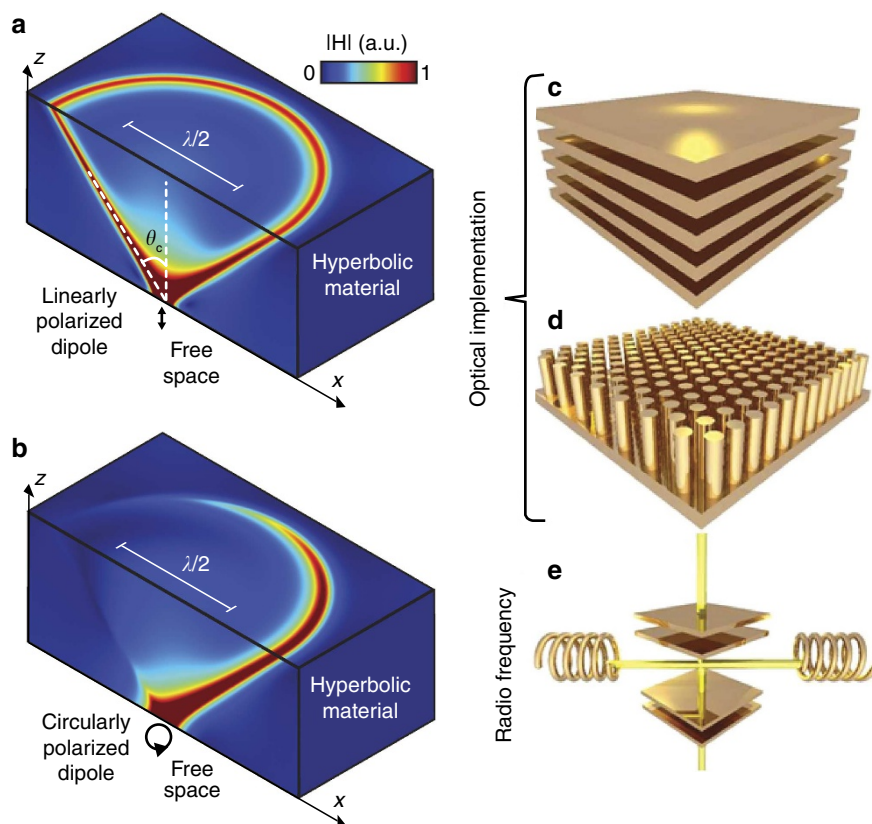 a
|H| (a.u.)
0 1
z
λ/2
θc
Hyperbolic
material
Linearly
polarized
dipole
Free
space
x
b
z
λ/2
Hyperbolic
material
Circularly
polarized
dipole
Free
space
x
Optical implementation
c
d
Radio frequency
e